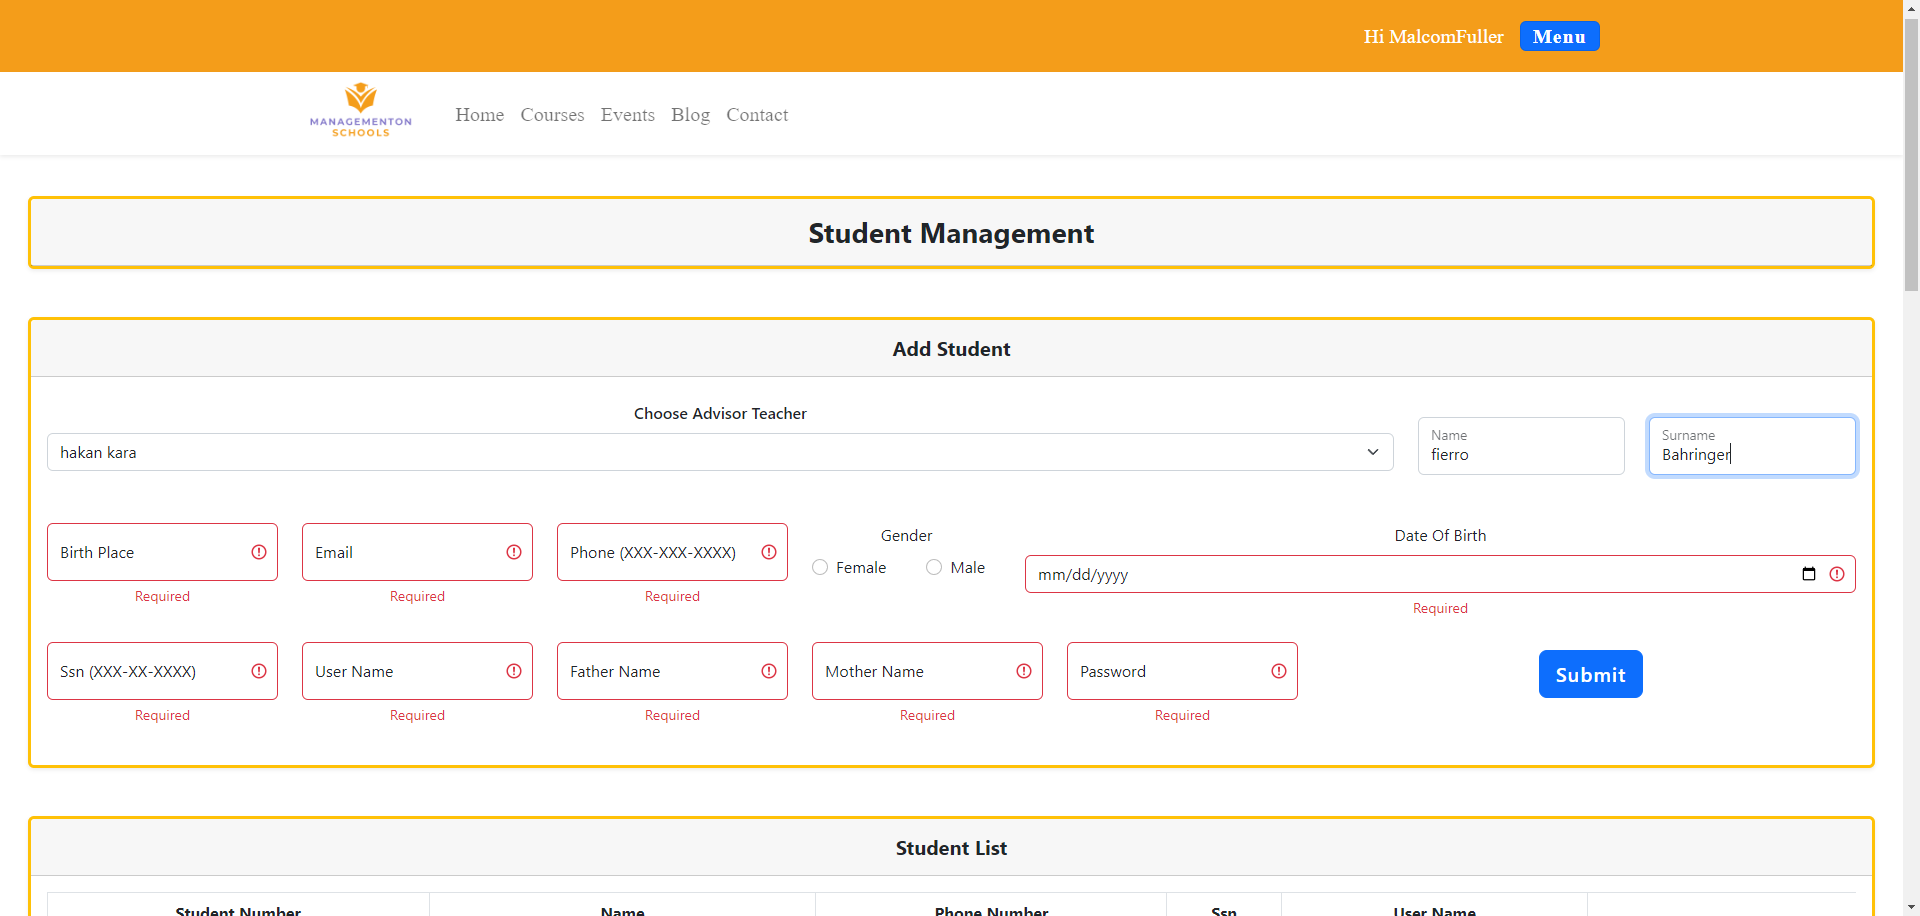 Hi MalcomFuller Menu
MANAGEMENTON
SCHOOLS
Home Courses Events Blog Contact
Student Management
Add Student
Choose Advisor Teacher
hakan kara
Name
fierro
Surname
Bahringer
Birth Place
Required
Email
Required
Phone (XXX-XXX-XXXX)
Required
Gender
Female Male
Date Of Birth
mm/dd/yyyy
Required
Ssn (XXX-XX-XXXX)
Required
User Name
Required
Father Name
Required
Mother Name
Required
Password
Required
Submit
Student List
Student Number Name Phone Number Ssn User Name